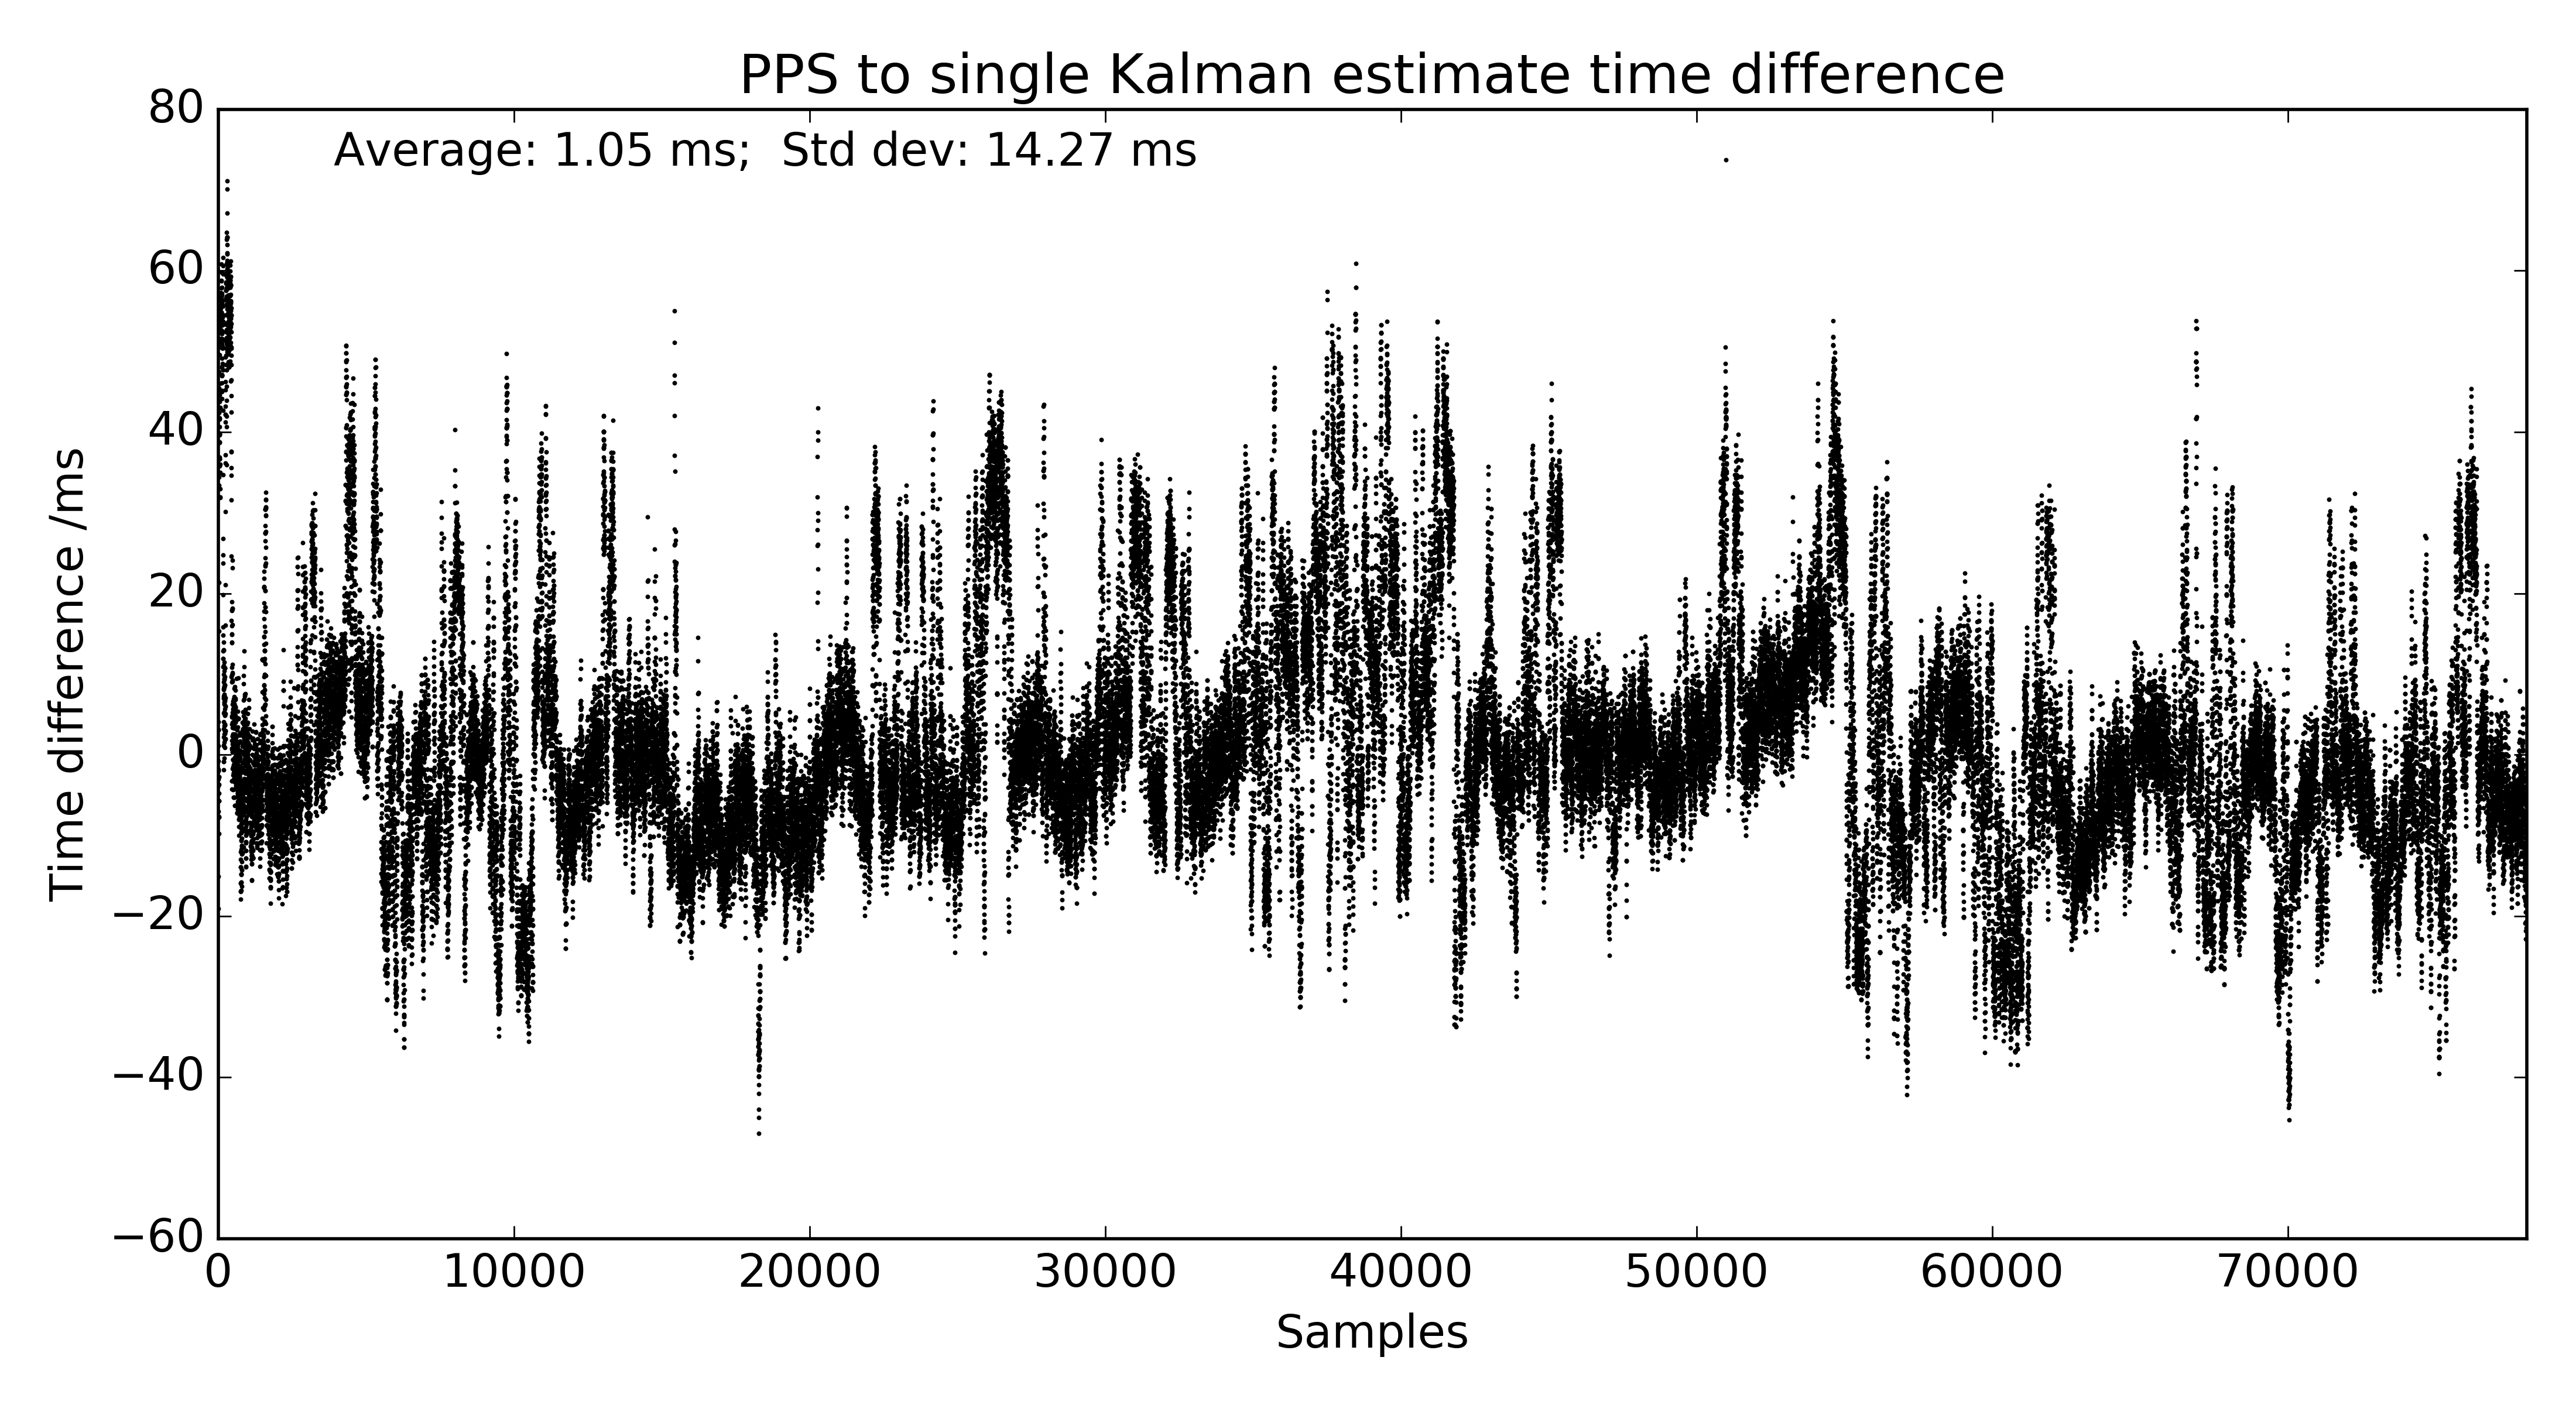 PPS to single Kalman estimate time difference
Average: 1.05 ms;  Std dev: 14.27 ms
80
60
40
20
0
−20
−40
−60
Time difference /ms
0 10000 20000 30000 40000 50000 60000 70000
Samples